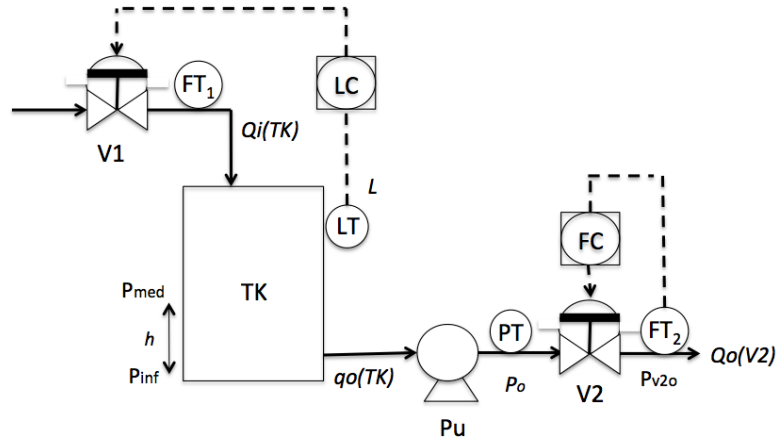 FT1
LC
Qi(TK)
V1
L
LT
FC
Pmed
TK
h
PT
FT2
Qo(V2)
Pinf
qo(TK)
Po
Pv2o
V2
Pu